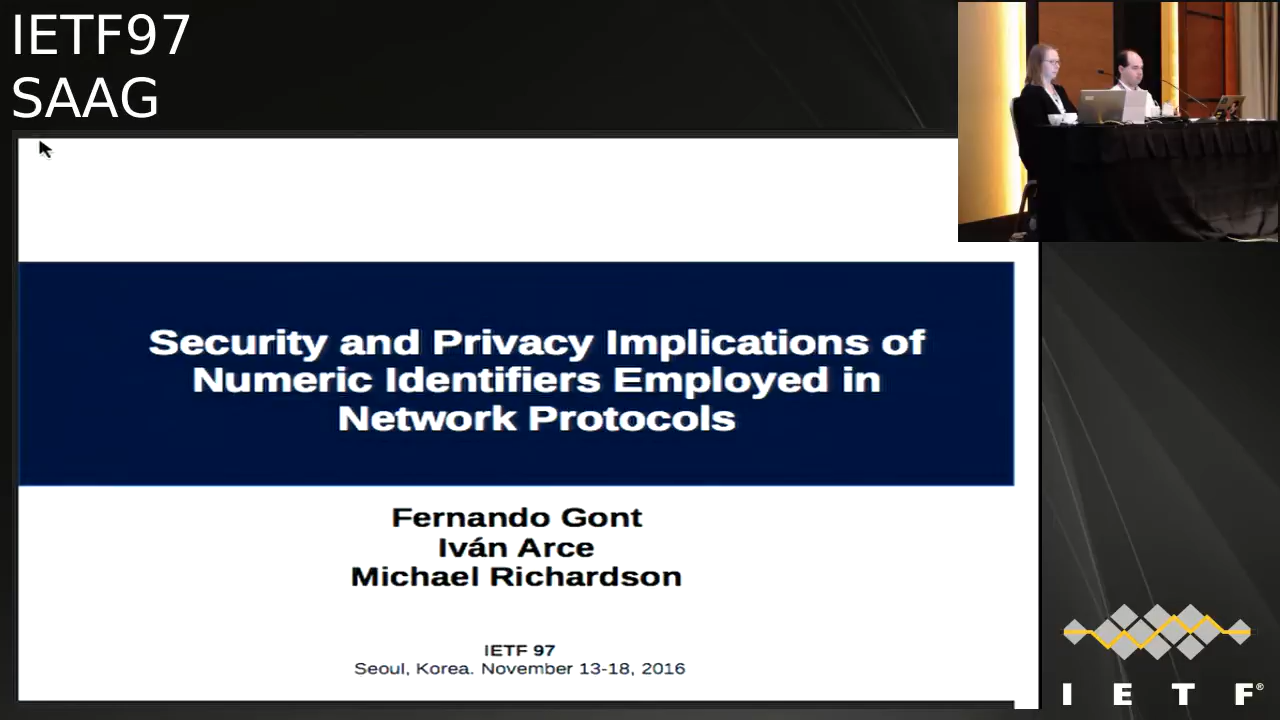 IETF97
SAAG
Security and Privacy Implications of
Numeric Identifiers Employed in
Network Protocols
Fernando Gont
Iván Arce
Michael Richardson
IETF 97
Seoul, Korea. November 13-18, 2016
I E T F®